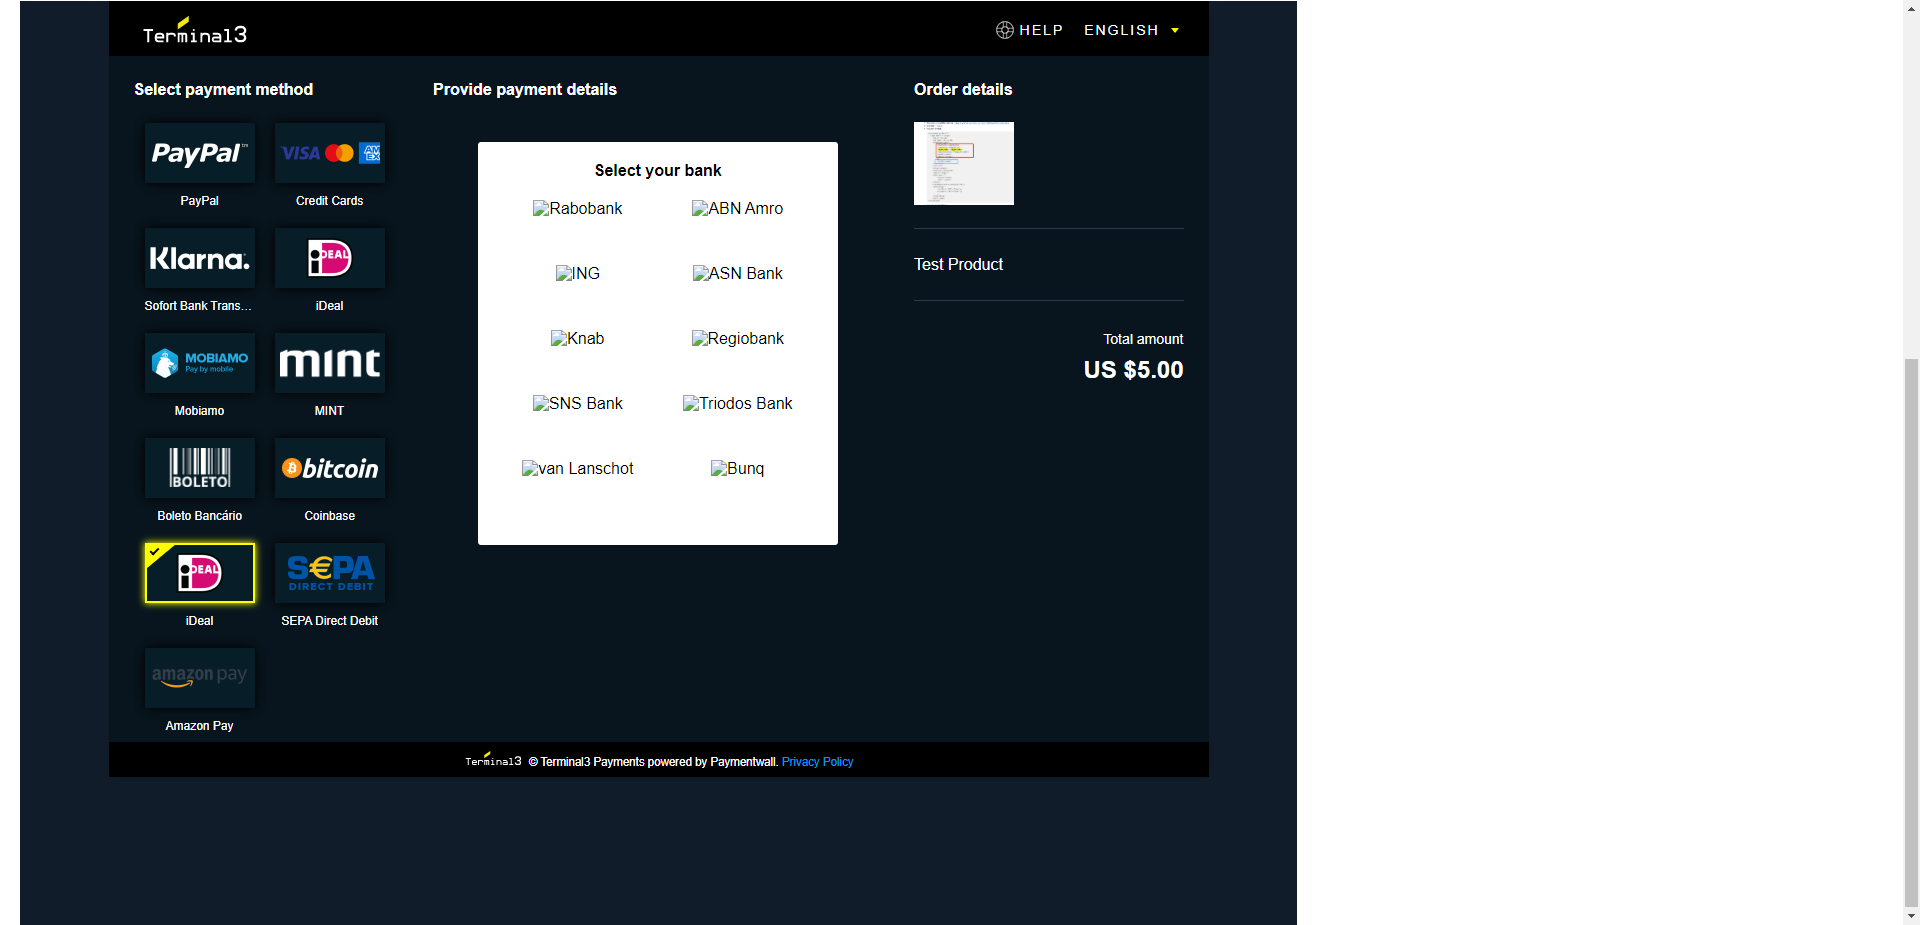 Terminal3
HELP ENGLISH
Select payment method
PayPal™
VISA AM EX
PayPal
Credit Cards
Klarna.
iDEAL
Sofort Bank Trans...
iDeal
MOBIAMO
Pay by mobile
mint
Mobiamo
MINT
BOLETO
bitcoin
Boleto Bancário
Coinbase
iDEAL
S€PA
DIRECT DEBIT
iDeal
SEPA Direct Debit
amazon pay
Amazon Pay
Provide payment details
Select your bank
Rabobank
ABN Amro
ING
ASN Bank
Knab
Regiobank
SNS Bank
Triodos Bank
van Lanschot
Bunq
Order details
Test Product
Total amount
US $5.00
Terminal3 © Terminal3 Payments powered by Paymentwall. Privacy Policy